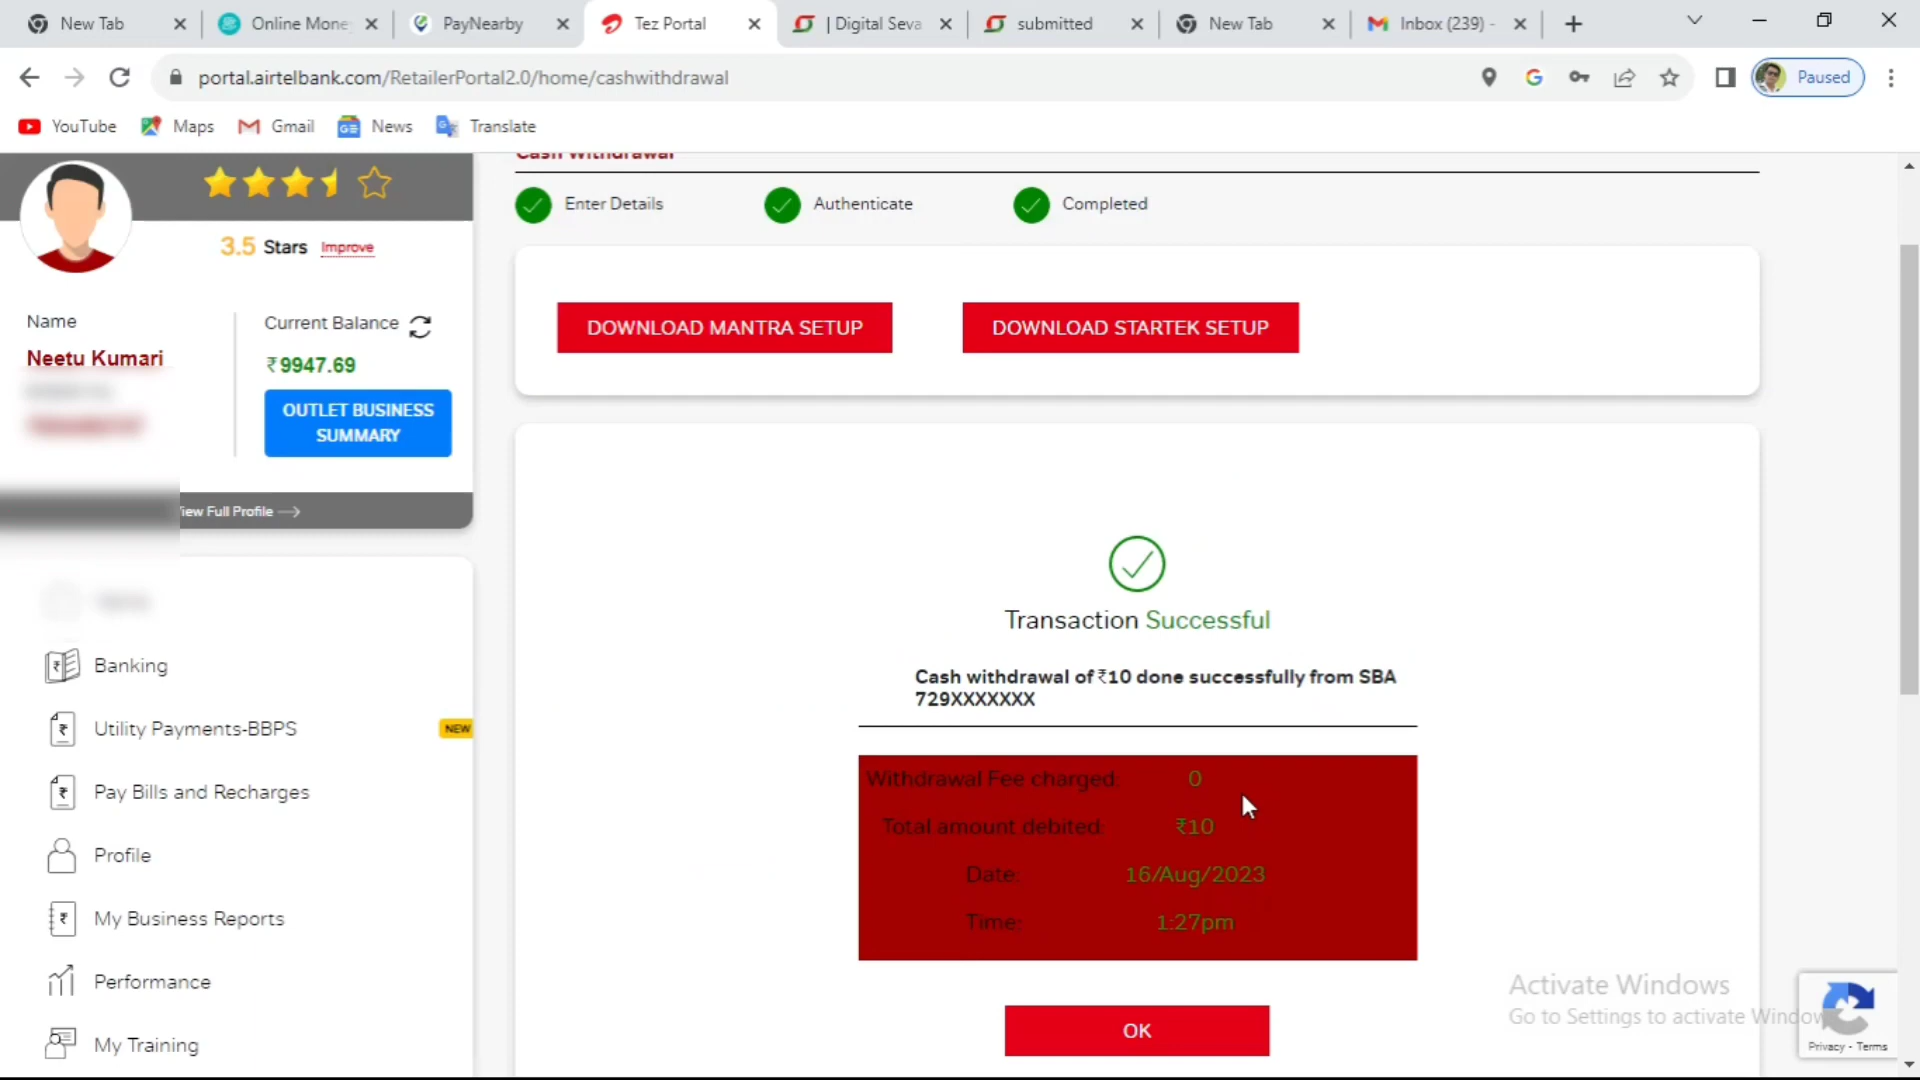 New Tab
Online Mone
PayNearby
Tez Portal
| Digital Seva
submitted
New Tab
Inbox (239) -
portal.airtelbank.com/RetailerPortal2.0/home/cashwithdrawal
Paused
YouTube
Maps
Gmail
News
Translate
Cash Withdrawal
Enter Details
Authenticate
Completed
3.5 Stars Improve
DOWNLOAD MANTRA SETUP
DOWNLOAD STARTEK SETUP
Name
Neetu Kumari
Current Balance
₹9947.69
OUTLET BUSINESS
SUMMARY
iew Full Profile
Banking
Utility Payments-BBPS
NEW
Pay Bills and Recharges
Profile
My Business Reports
Performance
My Training
Transaction Successful
Cash withdrawal of ₹10 done successfully from SBA
729XXXXXXX
Withdrawal Fee charged: 0
Total amount debited: ₹10
Date: 16/Aug/2023
Time: 1:27pm
OK
Activate Windows
Go to Settings to activate Window
Privacy - Terms